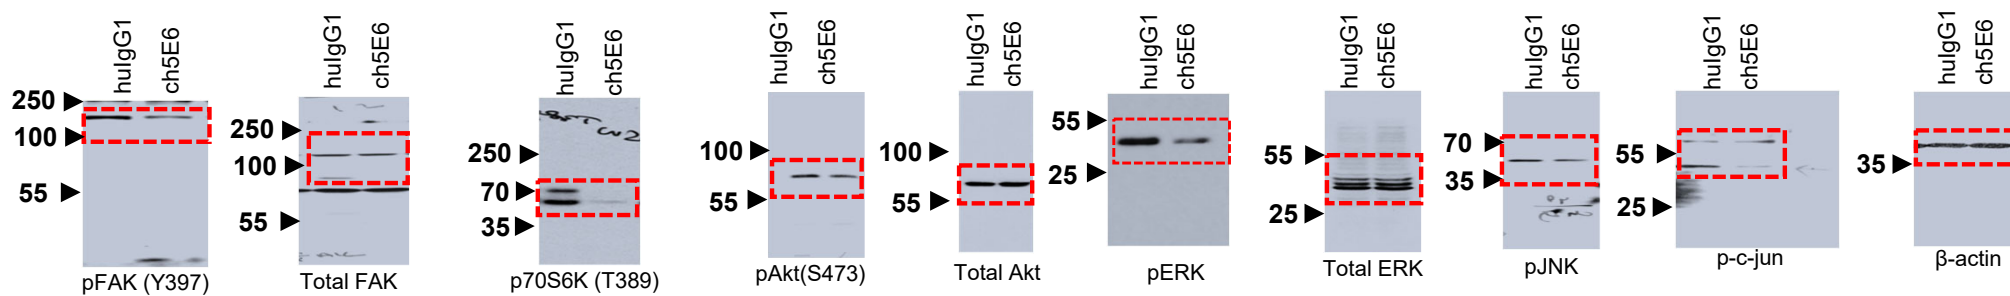 huIgG1 ch5E6
250
100
55
pFAK (Y397)
huIgG1 ch5E6
250
100
55
Total FAK
huIgG1 ch5E6
250
70
35
p70S6K (T389)
huIgG1 ch5E6
100
55
pAkt(S473)
huIgG1 ch5E6
100
55
Total Akt
huIgG1 ch5E6
55
25
pERK
huIgG1 ch5E6
55
25
Total ERK
huIgG1 ch5E6
70
35
pJNK
huIgG1 ch5E6
55
25
p-c-jun
huIgG1 ch5E6
35
β-actin